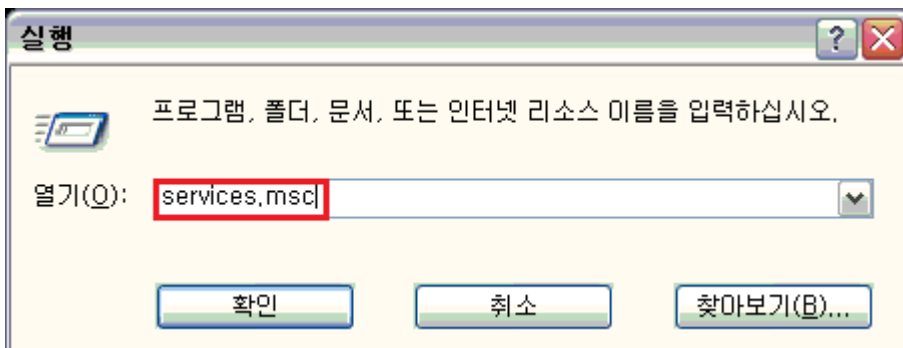 실행
프로그램, 폴더, 문서, 또는 인터넷 리소스 이름을 입력하십시오.
열기(O): services.msc
확인 취소 찾아보기(B)...